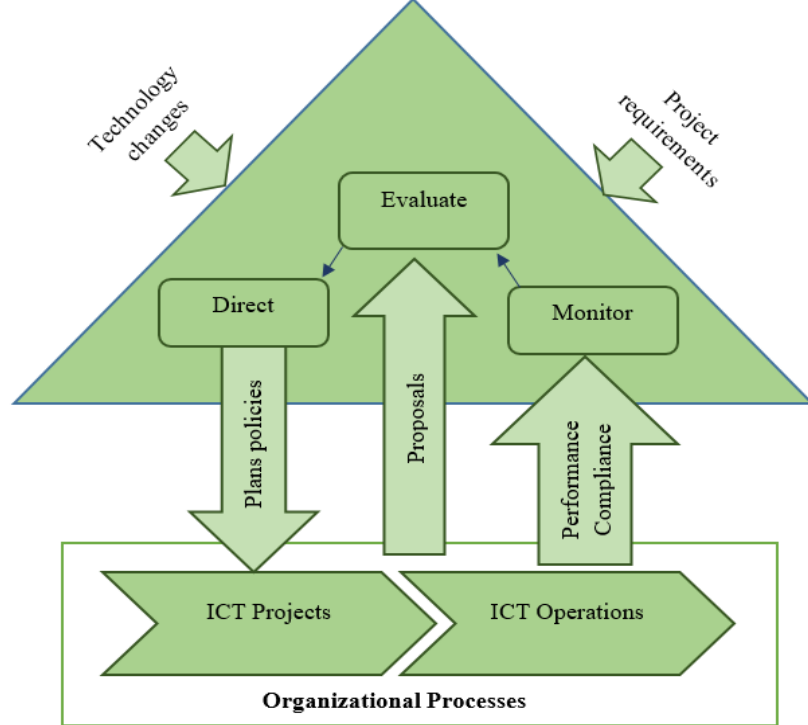 Technology
changes
Project
requirements
Evaluate
Direct
Monitor
Plans policies
Proposals
Performance
Compliance
ICT Projects
ICT Operations
Organizational Processes